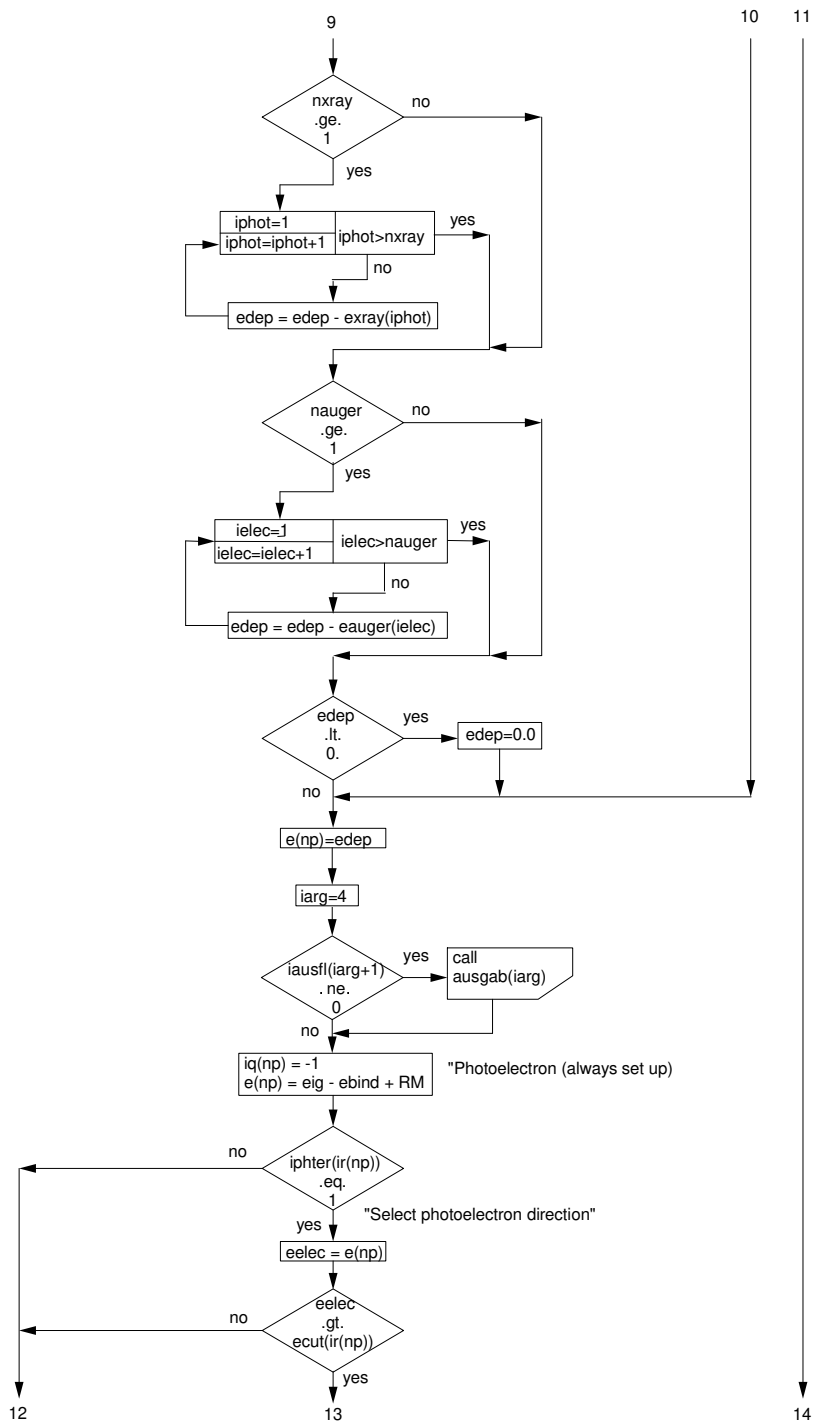 9
10
11
nxray
.ge.
1
no
yes
iphot=1
iphot=iphot+1
iphot>nxray
yes
no
edep = edep - exray(iphot)
nauger
.ge.
1
no
yes
ielec=1
ielec=ielec+1
ielec>nauger
yes
no
edep = edep - eauger(ielec)
edep
.lt.
0.
yes
edep=0.0
no
e(np)=edep
iarg=4
iausfl(iarg+1)
.ne.
0
yes
call
ausgab(iarg)
no
iq(np) = -1
e(np) = eig - ebind + RM
"Photoelectron (always set up)
no
iphter(ir(np))
.eq.
1
"Select photoelectron direction"
yes
eelec = e(np)
no
eelec
.gt.
ecut(ir(np))
yes
12
13
14